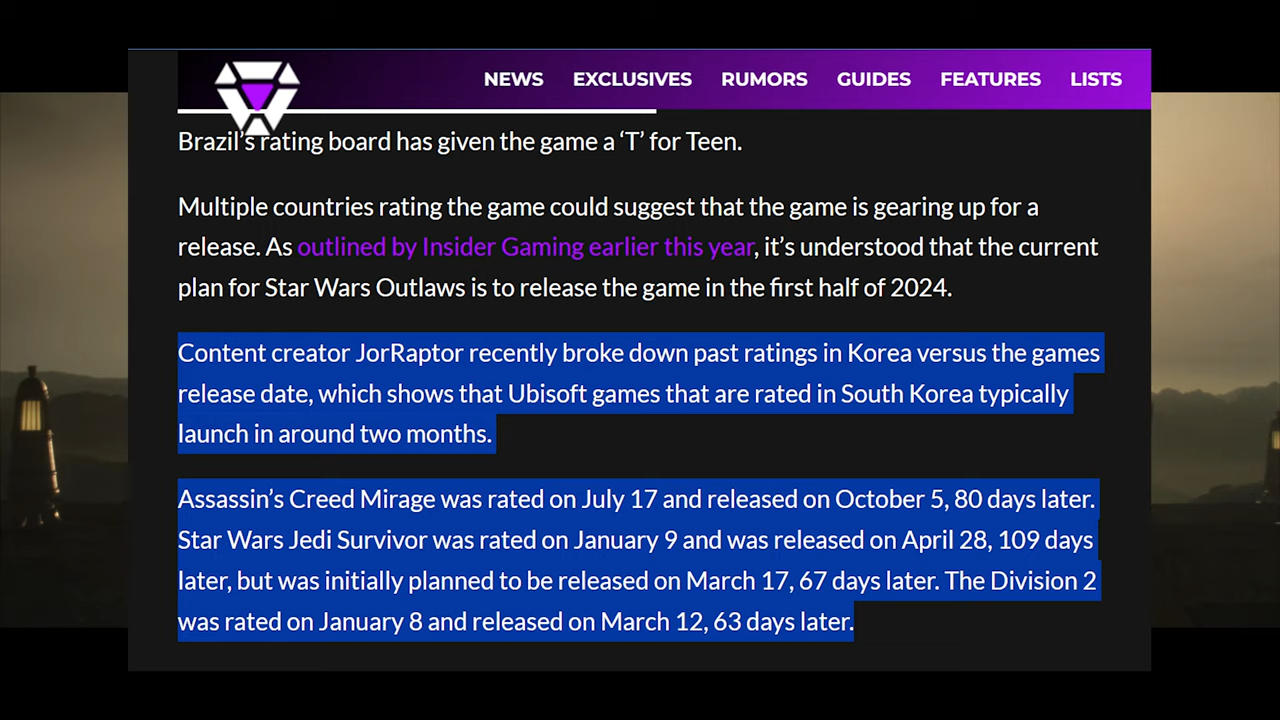 NEWS EXCLUSIVES RUMORS GUIDES FEATURES LISTS
Brazil’s rating board has given the game a ‘T’ for Teen.
Multiple countries rating the game could suggest that the game is gearing up for a
release. As outlined by Insider Gaming earlier this year, it’s understood that the current
plan for Star Wars Outlaws is to release the game in the first half of 2024.
Content creator JorRaptor recently broke down past ratings in Korea versus the games
release date, which shows that Ubisoft games that are rated in South Korea typically
launch in around two months.
Assassin’s Creed Mirage was rated on July 17 and released on October 5, 80 days later.
Star Wars Jedi Survivor was rated on January 9 and was released on April 28, 109 days
later, but was initially planned to be released on March 17, 67 days later. The Division 2
was rated on January 8 and released on March 12, 63 days later.